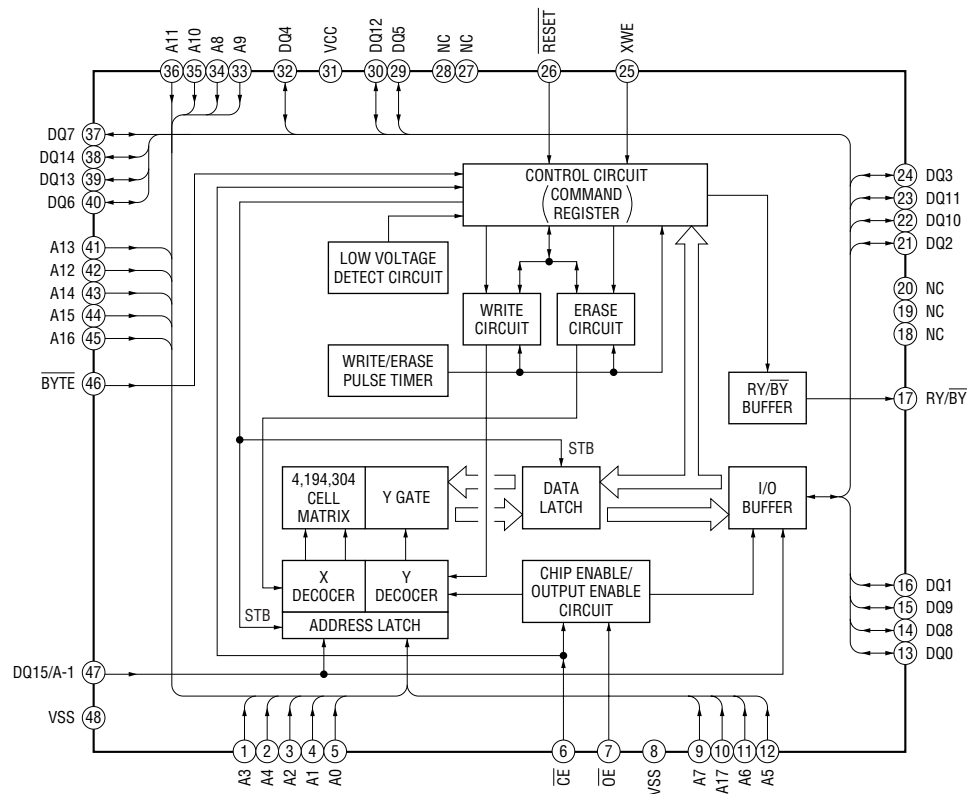 A11
A10
A8
A9
DQ4
VCC
DQ12
DQ5
NC
NC
RESET
XWE
36
35
34
33
32
31
30
29
28
27
26
25
DQ7 37
DQ14 38
DQ13 39
DQ6 40
A13 41
A12 42
A14 43
A15 44
A16 45
BYTE 46
DQ15/A-1 47
VSS 48
CONTROL CIRCUIT
(COMMAND
REGISTER)
LOW VOLTAGE
DETECT CIRCUIT
WRITE
CIRCUIT
ERASE
CIRCUIT
WRITE/ERASE
PULSE TIMER
RY/BY
BUFFER
STB
4,194,304
CELL
MATRIX
Y GATE
DATA
LATCH
I/O
BUFFER
X
DECOCER
Y
DECOCER
CHIP ENABLE/
OUTPUT ENABLE
CIRCUIT
STB
ADDRESS LATCH
24 DQ3
23 DQ11
22 DQ10
21 DQ2
20 NC
19 NC
18 NC
17 RY/BY
16 DQ1
15 DQ9
14 DQ8
13 DQ0
1
2
3
4
5
6
7
8
9
10
11
12
A3
A4
A2
A1
A0
CE
OE
VSS
A7
A17
A6
A5